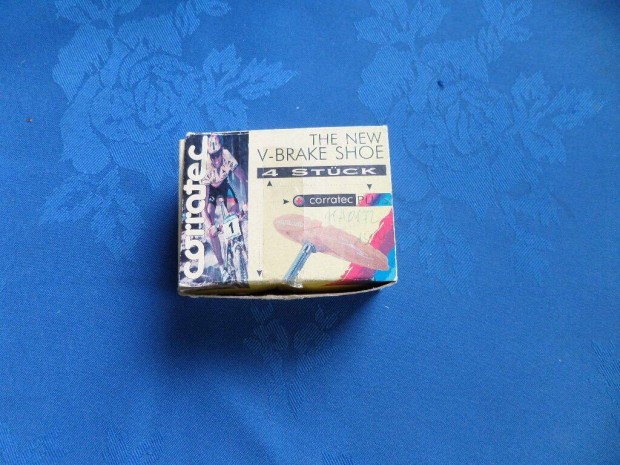 corratec
THE NEW
V-BRAKE SHOE
4 STÜCK
corratec
1